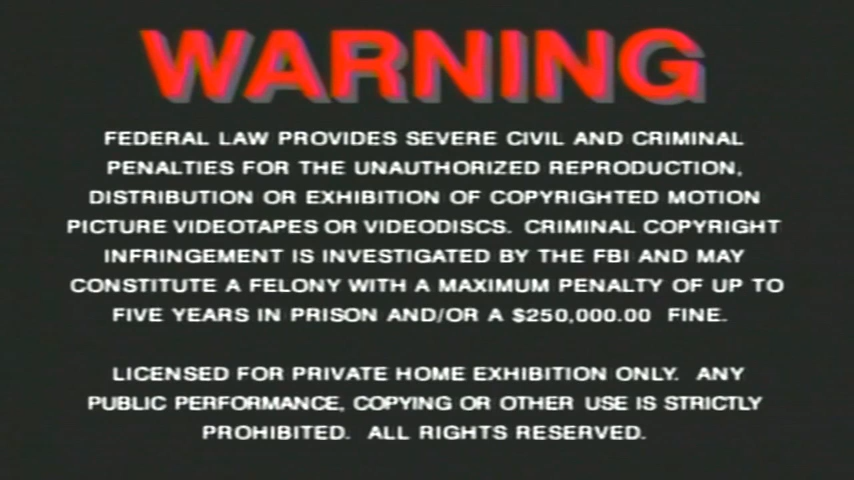 WARNING
FEDERAL LAW PROVIDES SEVERE CIVIL AND CRIMINAL
PENALTIES FOR THE UNAUTHORIZED REPRODUCTION,
DISTRIBUTION OR EXHIBITION OF COPYRIGHTED MOTION
PICTURE VIDEOTAPES OR VIDEODISCS.  CRIMINAL COPYRIGHT
INFRINGEMENT IS INVESTIGATED BY THE FBI AND MAY
CONSTITUTE A FELONY WITH A MAXIMUM PENALTY OF UP TO
FIVE YEARS IN PRISON AND/OR A $250,000.00  FINE.
LICENSED FOR PRIVATE HOME EXHIBITION ONLY.  ANY
PUBLIC PERFORMANCE, COPYING OR OTHER USE IS STRICTLY
PROHIBITED.  ALL RIGHTS RESERVED.